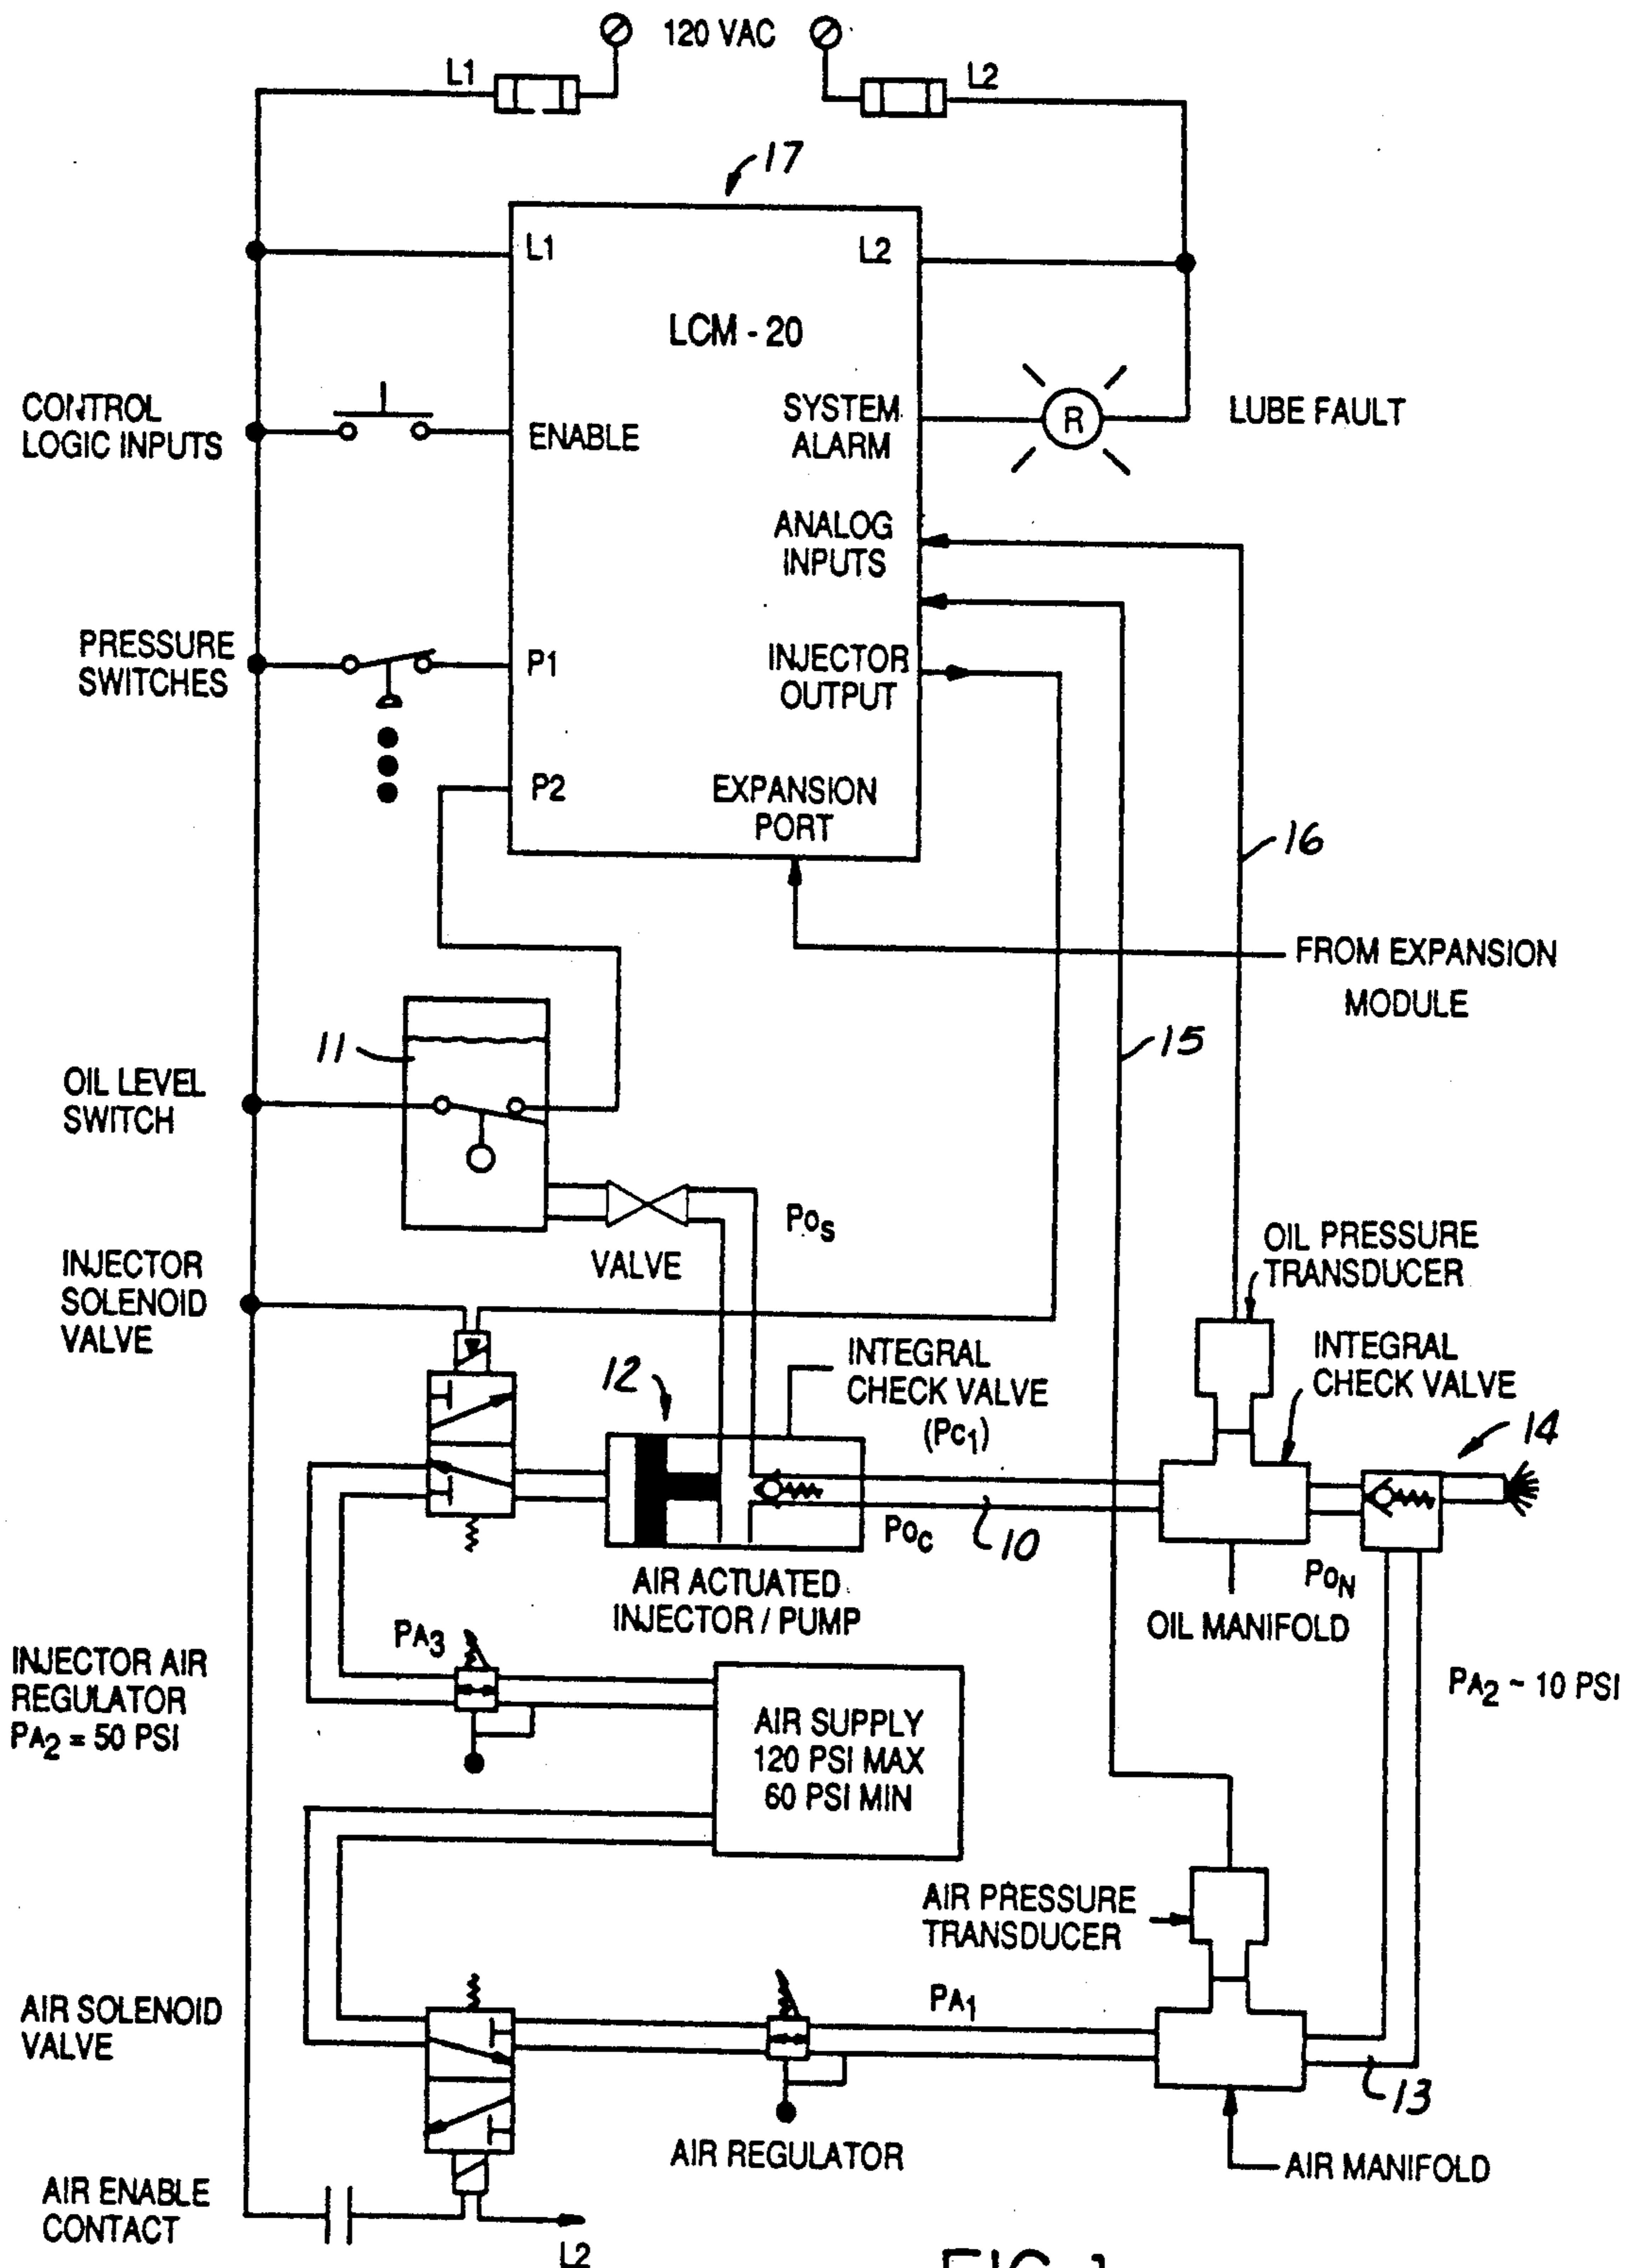 120 VAC
L1
L2
17
L1
L2
LCM - 20
CONTROL
LOGIC INPUTS
ENABLE
SYSTEM
ALARM
R
LUBE FAULT
ANALOG
INPUTS
PRESSURE
SWITCHES
P1
INJECTOR
OUTPUT
P2
EXPANSION
PORT
16
FROM EXPANSION
MODULE
11
15
OIL LEVEL
SWITCH
POS
VALVE
OIL PRESSURE
TRANSDUCER
INJECTOR
SOLENOID
VALVE
12
INTEGRAL
CHECK VALVE
(PC1)
INTEGRAL
CHECK VALVE
14
POC
10
PON
AIR ACTUATED
INJECTOR / PUMP
OIL MANIFOLD
PA3
INJECTOR AIR
REGULATOR
PA2 = 50 PSI
AIR SUPPLY
120 PSI MAX
60 PSI MIN
PA2 ~ 10 PSI
AIR PRESSURE
TRANSDUCER
AIR SOLENOID
VALVE
PA1
13
AIR REGULATOR
AIR MANIFOLD
AIR ENABLE
CONTACT
L2